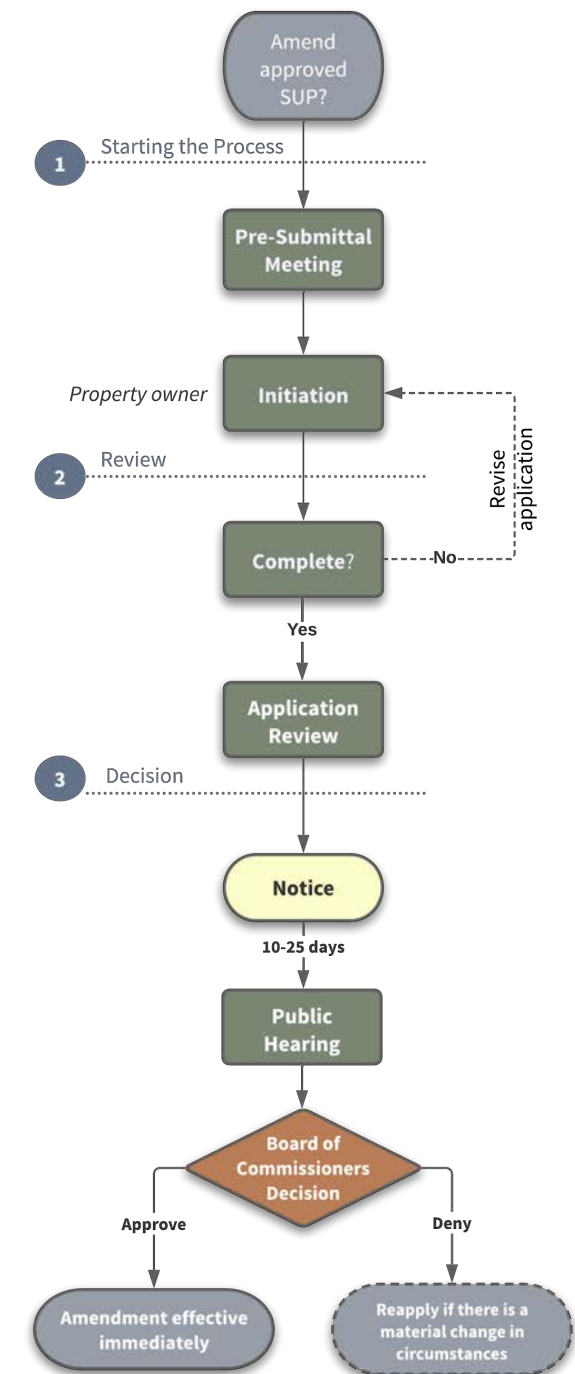 Amend
approved
SUP?
1
Starting the Process
Pre-Submittal
Meeting
Property owner
Initiation
Revise
application
2
Review
Complete?
No
Yes
Application
Review
3
Decision
Notice
10-25 days
Public
Hearing
Board of
Commissioners
Decision
Approve
Deny
Amendment effective
immediately
Reapply if there is a
material change in
circumstances